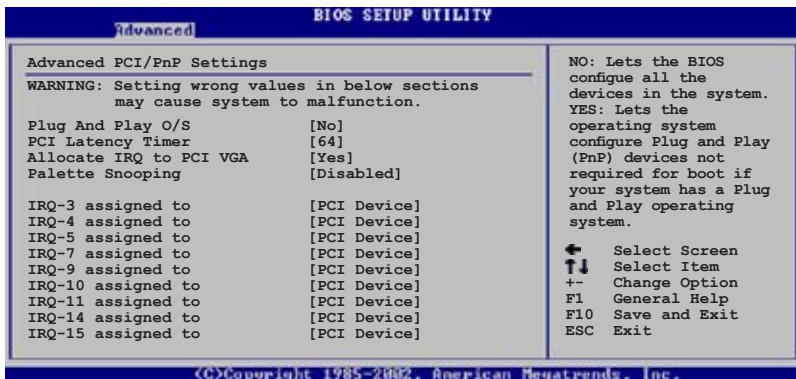 BIOS SETUP UTILITY
Advanced
Advanced PCI/PnP Settings
WARNING: Setting wrong values in below sections
may cause system to malfunction.
Plug And Play O/S [No]
PCI Latency Timer [64]
Allocate IRQ to PCI VGA [Yes]
Palette Snooping [Disabled]
IRQ-3 assigned to [PCI Device]
IRQ-4 assigned to [PCI Device]
IRQ-5 assigned to [PCI Device]
IRQ-7 assigned to [PCI Device]
IRQ-9 assigned to [PCI Device]
IRQ-10 assigned to [PCI Device]
IRQ-11 assigned to [PCI Device]
IRQ-14 assigned to [PCI Device]
IRQ-15 assigned to [PCI Device]
NO: Lets the BIOS
configue all the
devices in the system.
YES: Lets the
operating system
configure Plug and Play
(PnP) devices not
required for boot if
your system has a Plug
and Play operating
system.
Select Screen
Select Item
+- Change Option
F1 General Help
F10 Save and Exit
ESC Exit
(C)Copyright 1985-2002, American Megatrends, Inc.